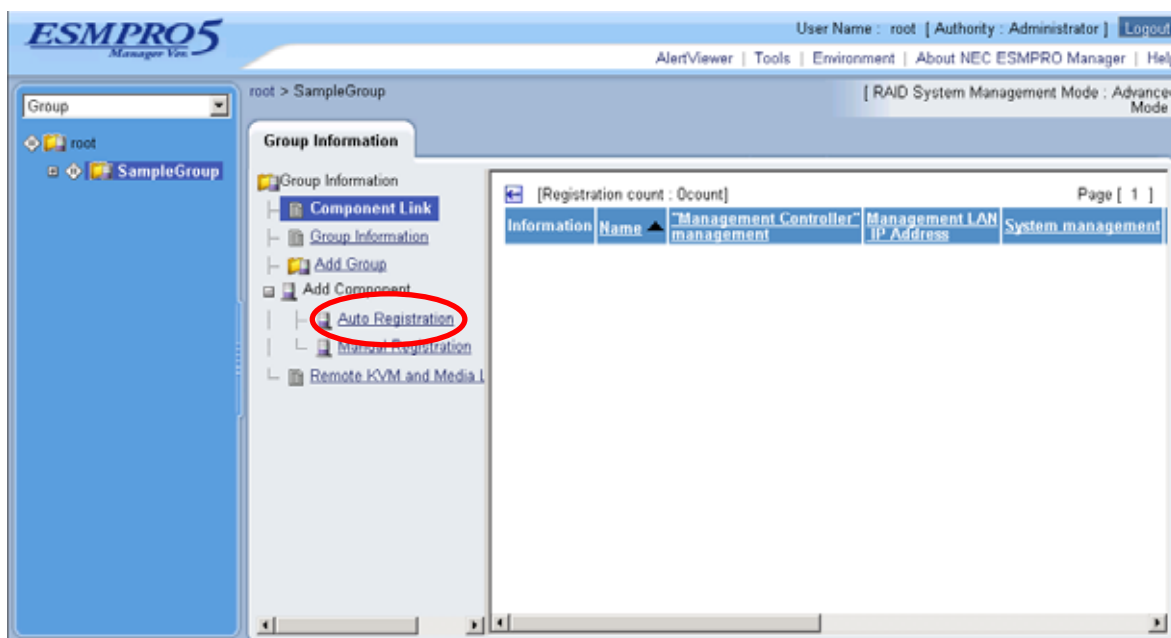 ESMPRO5
Manager Ver.
User Name : root [ Authority : Administrator ] Logout
AlertViewer | Tools | Environment | About NEC ESMPRO Manager | Hel
Group
root
SampleGroup
root > SampleGroup
[ RAID System Management Mode : Advance
Mode
Group Information
Group Information
Component Link
Group Information
Add Group
Add Component
Auto Registration
Manual Registration
Remote KVM and Media L
[Registration count : 0count] Page [ 1 ]
Information Name "Management Controller" management Management LAN IP Address System management